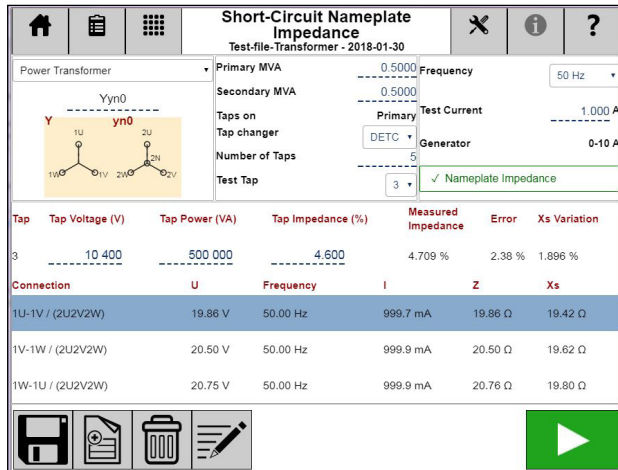 Short-Circuit Nameplate
Impedance
Test-file-Transformer - 2018-01-30
i
?
Power Transformer
Yyn0
Y yn0
1U 2U
2N
1W 1V 2W 2V
Primary MVA 0.5000
Secondary MVA 0.5000
Taps on Primary
Tap changer DETC
Number of Taps 5
Test Tap 3
Frequency 50 Hz
Test Current 1.000 A
Generator 0-10 A
✓ Nameplate Impedance
Tap Tap Voltage (V) Tap Power (VA) Tap Impedance (%) Measured Impedance Error Xs Variation
3 10 400 500 000 4.600 4.709 % 2.38 % 1.896 %
Connection U Frequency I Z Xs
1U-1V / (2U2V2W) 19.86 V 50.00 Hz 999.7 mA 19.86 Ω 19.42 Ω
1V-1W / (2U2V2W) 20.50 V 50.00 Hz 999.9 mA 20.50 Ω 19.62 Ω
1W-1U / (2U2V2W) 20.75 V 50.00 Hz 999.9 mA 20.76 Ω 19.80 Ω